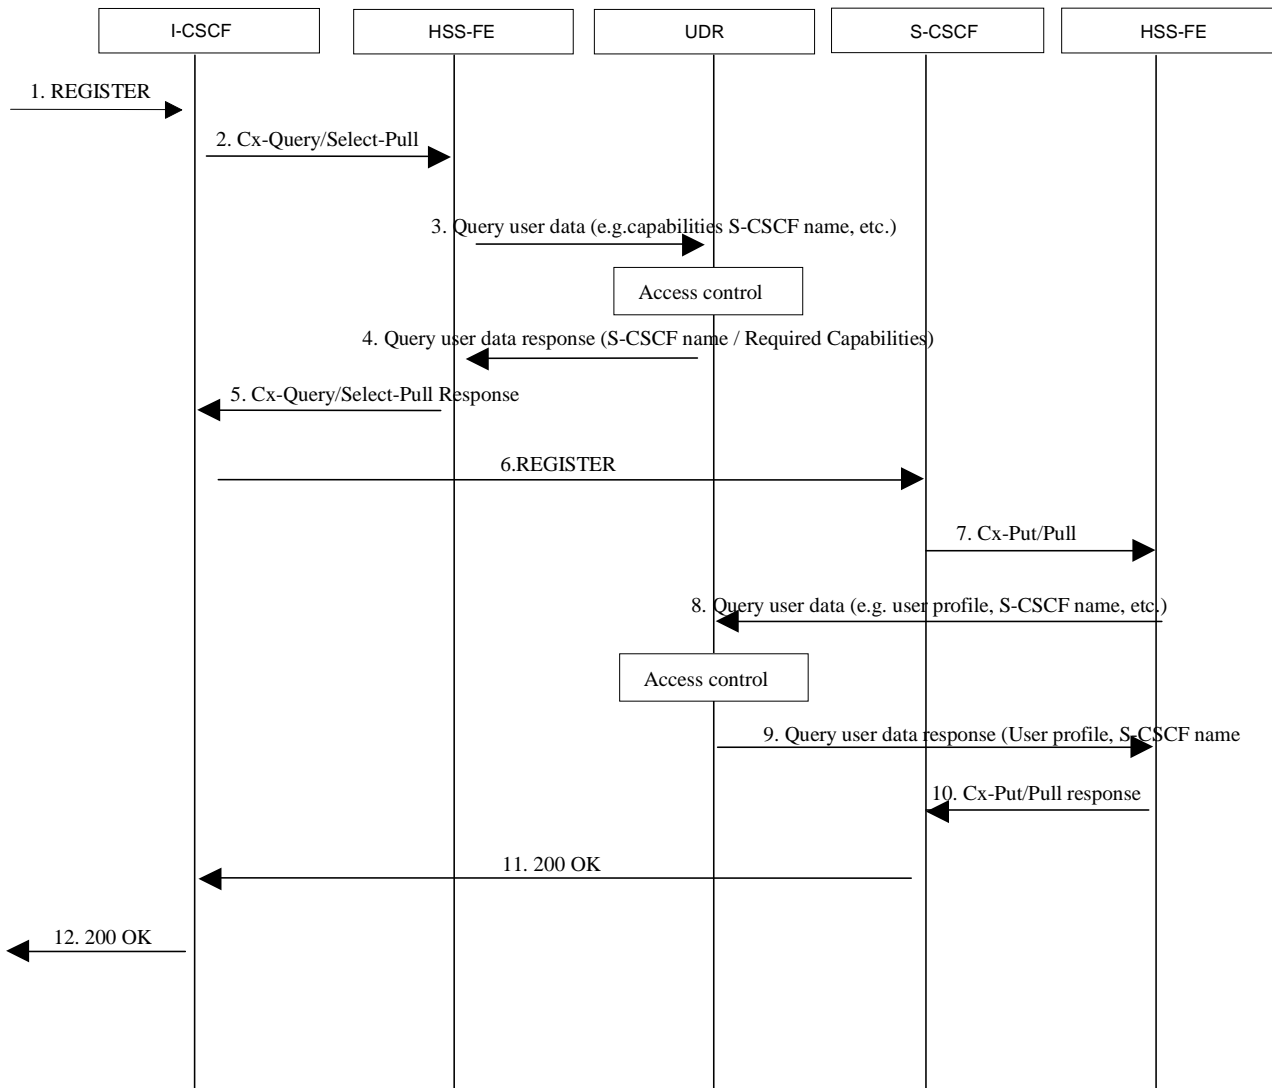 I-CSCF
HSS-FE
UDR
S-CSCF
HSS-FE
1. REGISTER
2. Cx-Query/Select-Pull
3. Query user data (e.g.capabilities S-CSCF name, etc.)
Access control
4. Query user data response (S-CSCF name / Required Capabilities)
5. Cx-Query/Select-Pull Response
6.REGISTER
7. Cx-Put/Pull
8. Query user data (e.g. user profile, S-CSCF name, etc.)
Access control
9. Query user data response (User profile, S-CSCF name
10. Cx-Put/Pull response
11. 200 OK
12. 200 OK